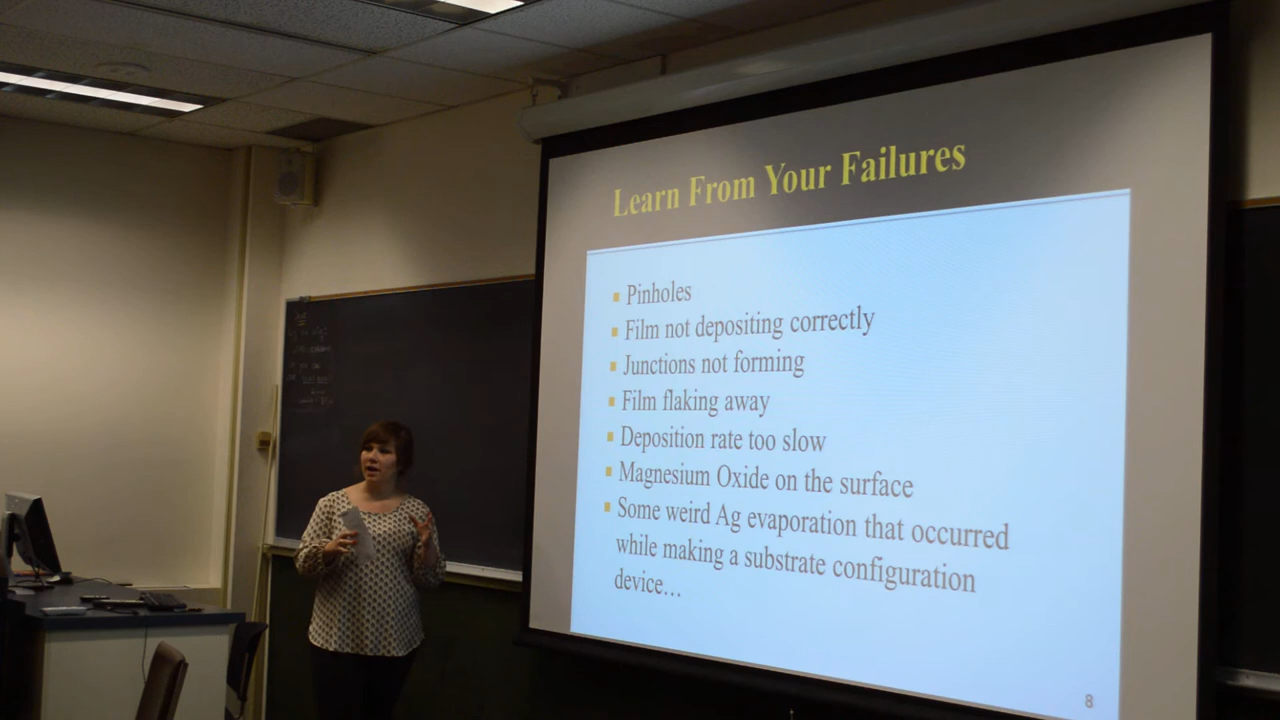 Learn From Your Failures
Pinholes
Film not depositing correctly
Junctions not forming
Film flaking away
Deposition rate too slow
Magnesium Oxide on the surface
Some weird Ag evaporation that occurred
while making a substrate configuration
device…
8